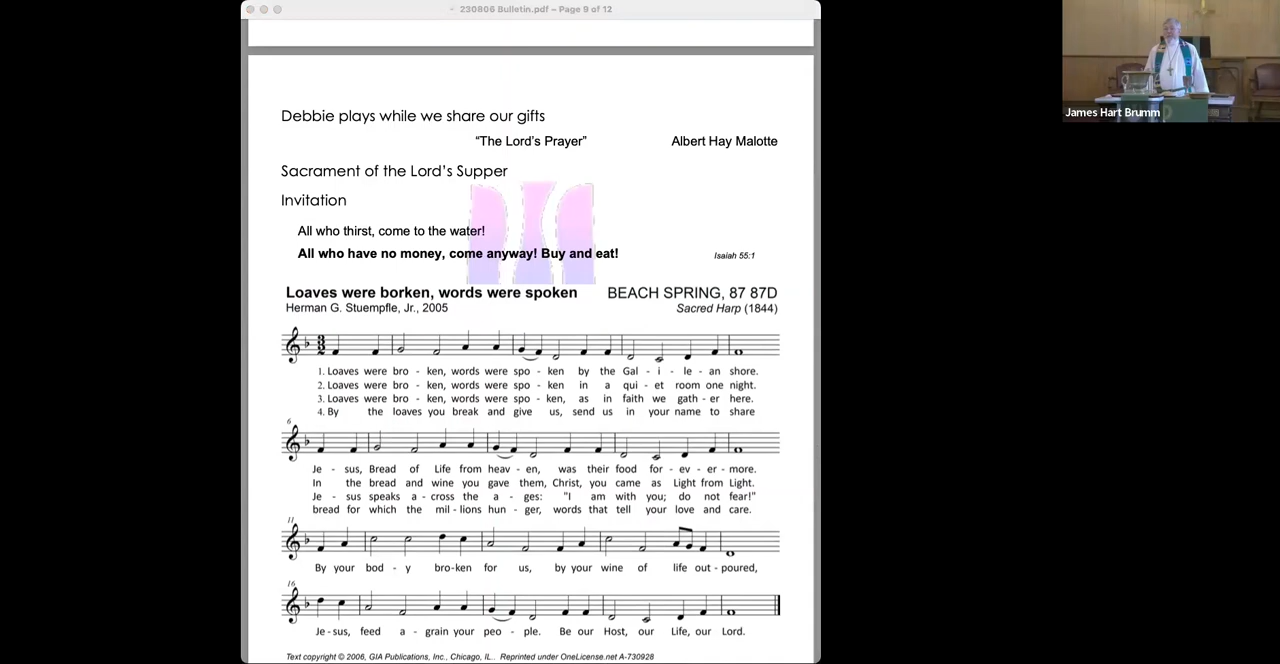 230806 Bulletin.pdf – Page 9 of 12
James Hart Brumm
Debbie plays while we share our gifts
“The Lord’s Prayer” Albert Hay Malotte
Sacrament of the Lord’s Supper
Invitation
All who thirst, come to the water!
All who have no money, come anyway! Buy and eat!
Isaiah 55:1
Loaves were borken, words were spoken BEACH SPRING, 87 87D
Herman G. Stuempfle, Jr., 2005 Sacred Harp (1844)
3
2
1. Loaves were bro - ken, words were spo - ken by the Gal - i - le - an shore.
2. Loaves were bro - ken, words were spo - ken in a qui - et room one night.
3. Loaves were bro - ken, words were spo - ken, as in faith we gath - er here.
4. By the loaves you break and give us, send us in your name to share
6
Je - sus, Bread of Life from heav - en, was their food for - ev - er - more.
In the bread and wine you gave them, Christ, you came as Light from Light.
Je - sus speaks a - cross the a - ges: "I am with you; do not fear!"
bread for which the mil - lions hun - ger, words that tell your love and care.
11
By your bod - y bro-ken for us, by your wine of life out - poured,
16
Je - sus, feed a - grain your peo - ple. Be our Host, our Life, our Lord.
Text copyright © 2006, GIA Publications, Inc., Chicago, IL.. Reprinted under OneLicense.net A-730928